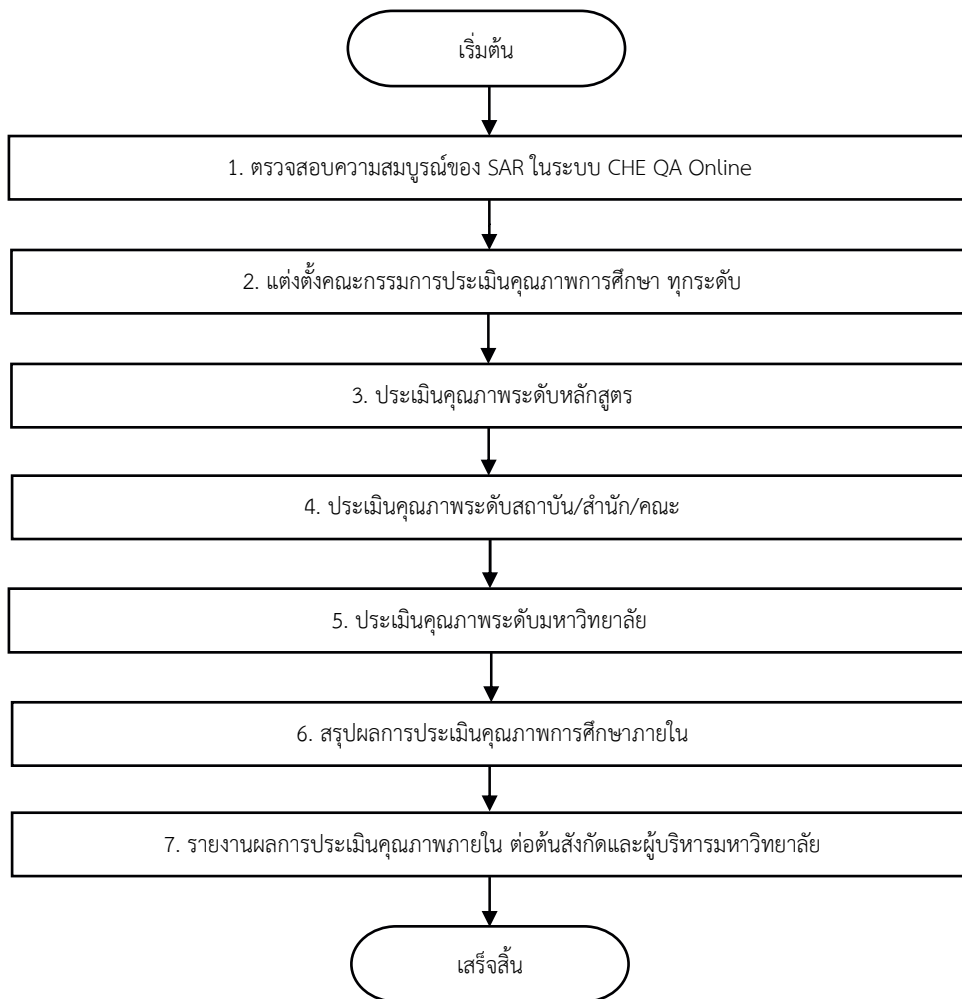 เริ่มต้น
1. ตรวจสอบความสมบูรณ์ของ SAR ในระบบ CHE QA Online
2. แต่งตั้งคณะกรรมการประเมินคุณภาพการศึกษา ทุกระดับ
3. ประเมินคุณภาพระดับหลักสูตร
4. ประเมินคุณภาพระดับสถาบัน/สำนัก/คณะ
5. ประเมินคุณภาพระดับมหาวิทยาลัย
6. สรุปผลการประเมินคุณภาพการศึกษาภายใน
7. รายงานผลการประเมินคุณภาพภายใน ต่อต้นสังกัดและผู้บริหารมหาวิทยาลัย
เสร็จสิ้น